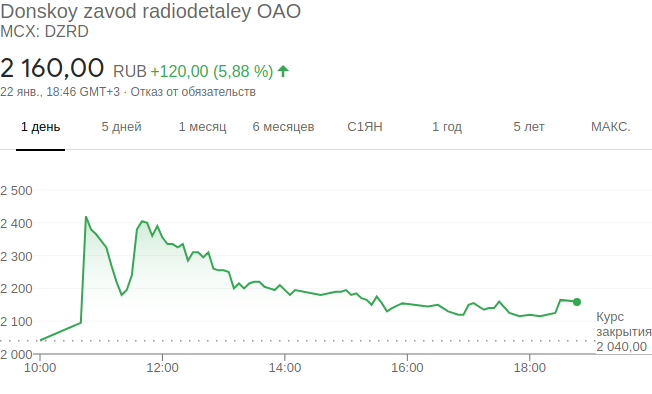 Donskoy zavod radiodetaley OAO
MCX: DZRD
2 160,00 RUB +120,00 (5,88 %)
22 янв., 18:46 GMT+3 · Отказ от обязательств
1 день 5 дней 1 месяц 6 месяцев С1ЯН 1 год 5 лет МАКС.
2 500
2 400
2 300
2 200
2 100
2 000
Курс
закрытия
2 040,00
10:00 12:00 14:00 16:00 18:00